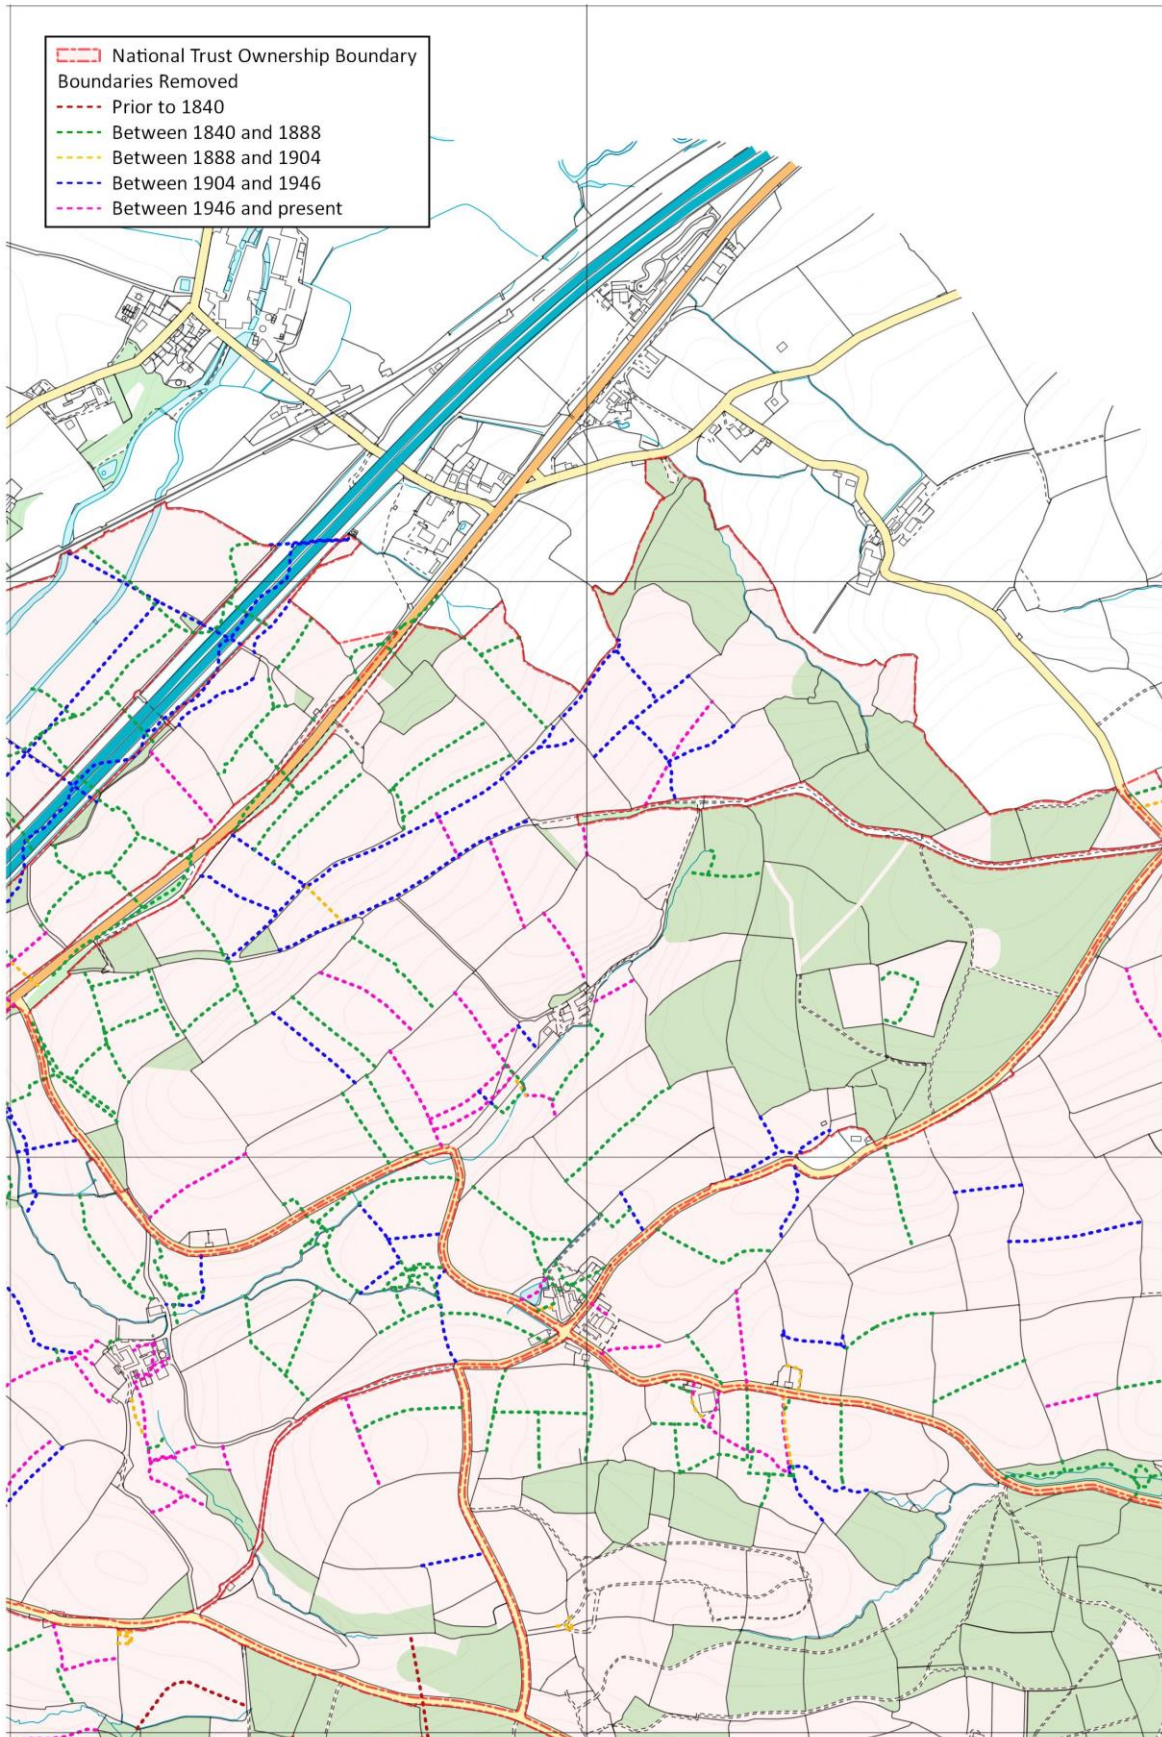 National Trust Ownership Boundary
Boundaries Removed
Prior to 1840
Between 1840 and 1888
Between 1888 and 1904
Between 1904 and 1946
Between 1946 and present